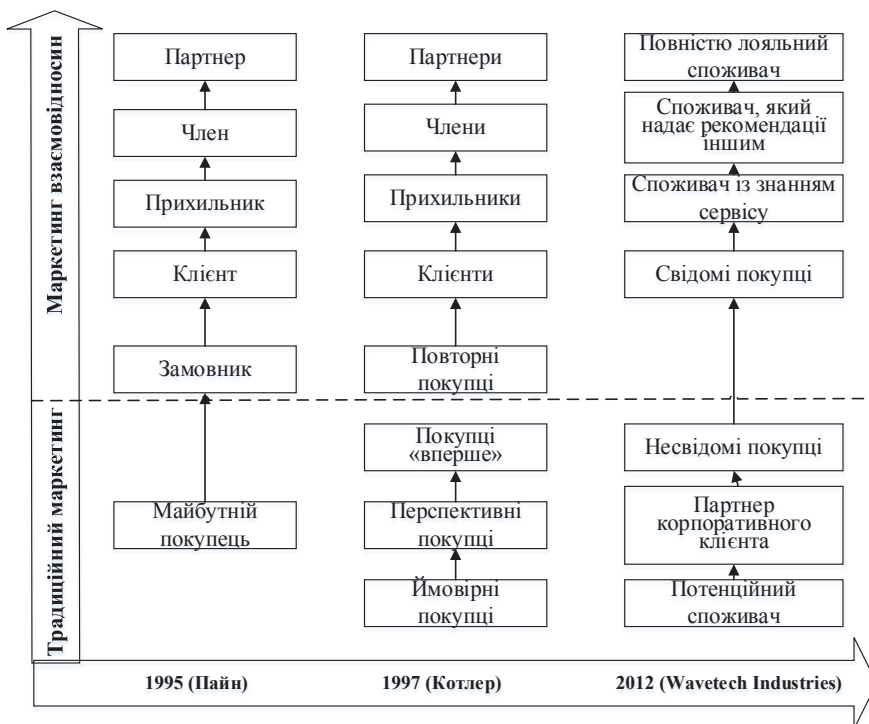 Маркетинг взаємовідносин
Традиційний маркетинг
Партнер
Член
Прихильник
Клієнт
Замовник
Майбутній
покупець
Партнери
Члени
Прихильники
Клієнти
Повторні
покупці
Покупці
«вперше»
Перспективні
покупці
Ймовірні
покупці
Повністю лояльний
споживач
Споживач, який
надає рекомендації
іншим
Споживач із знанням
сервісу
Свідомі покупці
Несвідомі покупці
Партнер
корпоративного
клієнта
Потенційний
споживач
1995 (Пайн)
1997 (Котлер)
2012 (Wavetech Industries)